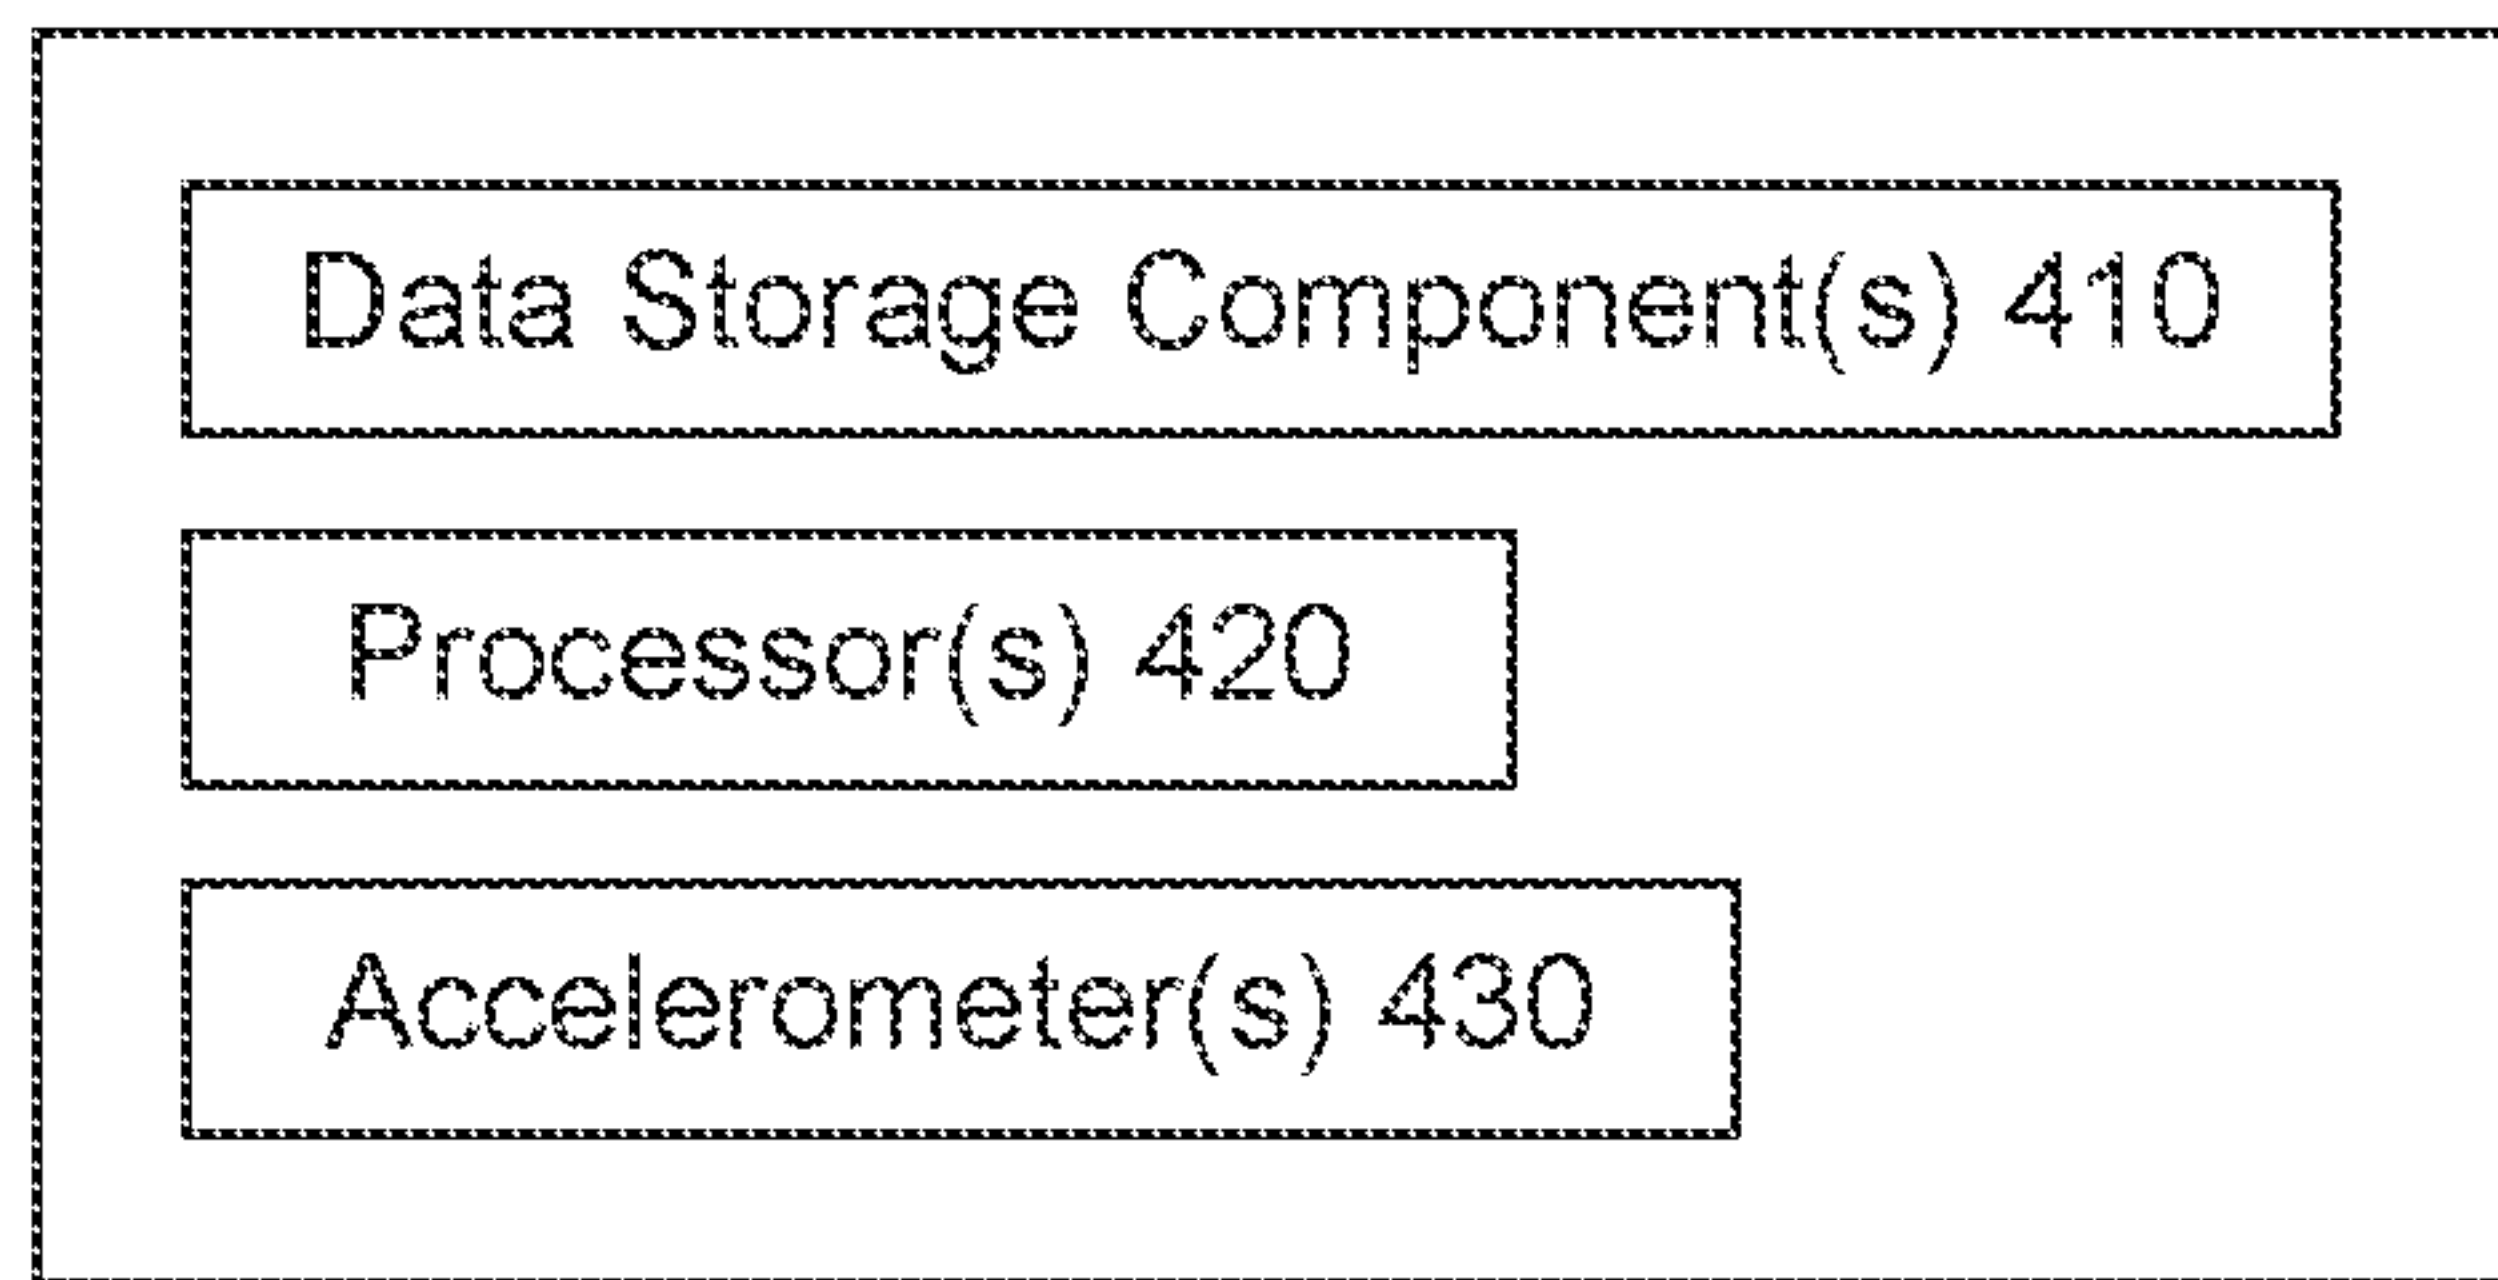 Data Storage Component(s) 410
Processor(s) 420
Accelerometer(s) 430